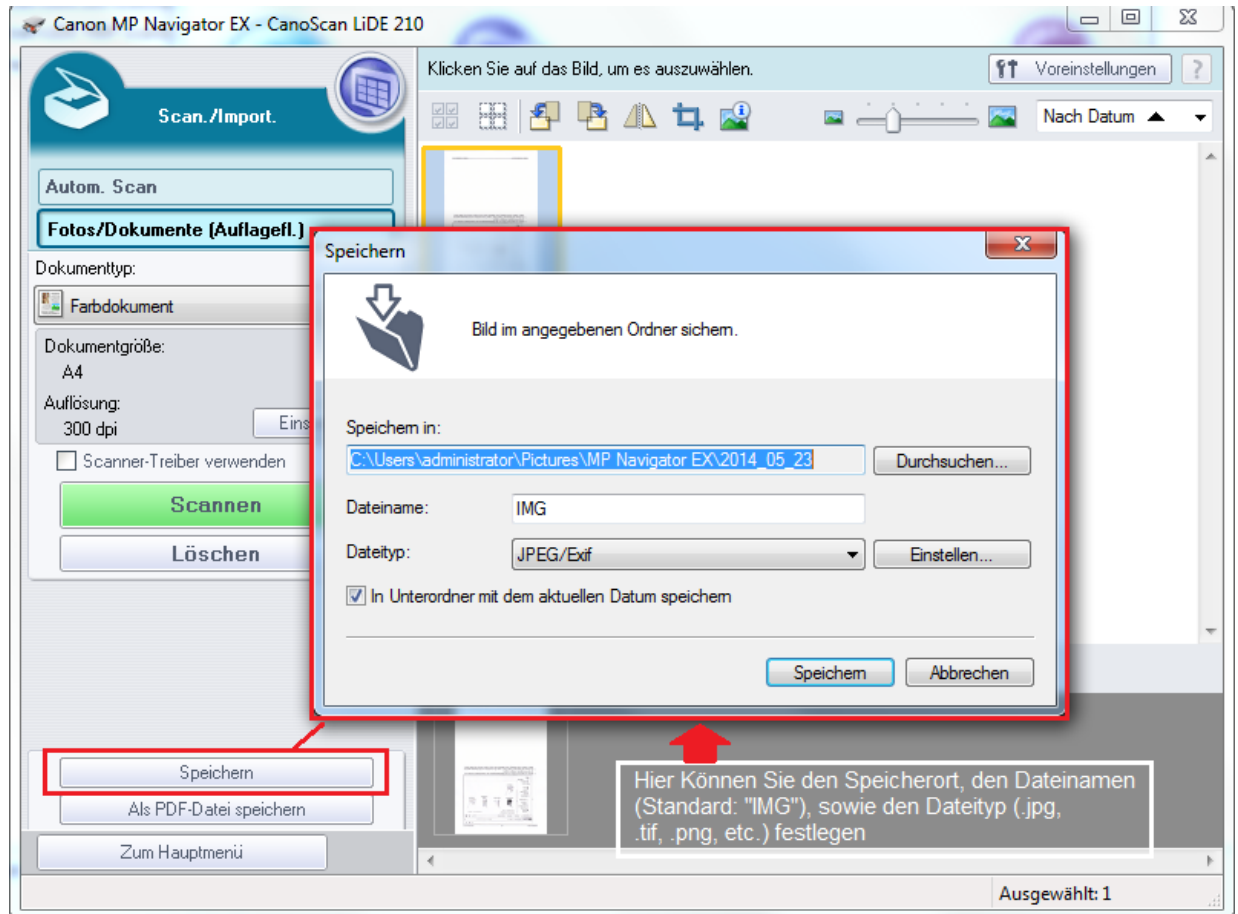 Canon MP Navigator EX - CanoScan LiDE 210
Klicken Sie auf das Bild, um es auszuwählen.
Voreinstellungen
?
Scan./Import.
Nach Datum
Autom. Scan
Fotos/Dokumente (Auflagefl.)
Dokumenttyp:
Farbdokument
Dokumentgröße:
A4
Auflösung:
300 dpi
Eins
Scanner-Treiber verwenden
Scannen
Löschen
Speichern
Bild im angegebenen Ordner sichern.
Speichern in:
C:\Users\administrator\Pictures\MP Navigator EX\2014_05_23
Durchsuchen...
Dateiname:
IMG
Dateityp:
JPEG/Exif
Einstellen...
In Unterordner mit dem aktuellen Datum speichern
Speichern
Abbrechen
Speichern
Als PDF-Datei speichern
Zum Hauptmenü
Hier Können Sie den Speicherort, den Dateinamen
(Standard: "IMG"), sowie den Dateityp (.jpg,
.tif, .png, etc.) festlegen
Ausgewählt: 1